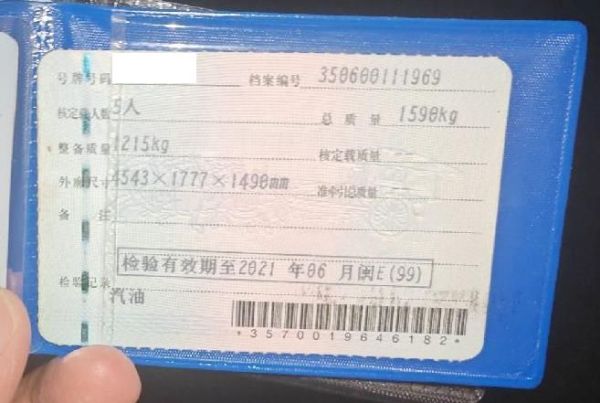 号牌号码 档案编号 350600111969
核定载人数 5人 总质量 1590kg
整备质量 1215kg 核定载质量 --
外廓尺寸 4543×1777×1490mm 准牵引总质量 --
备注
检验有效期至2021年06月闽E(99)
检验记录
汽油
*3570019646182*